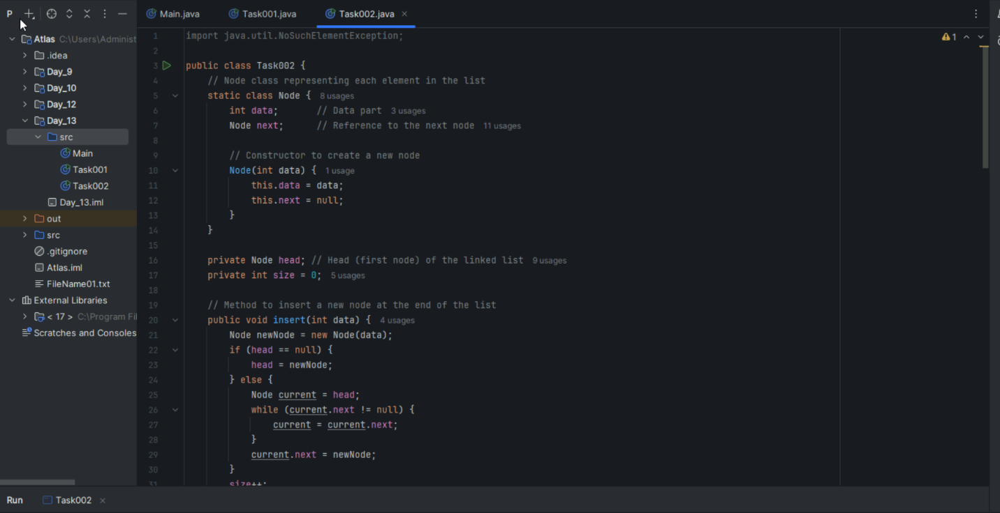 P
Main.java Task001.java Task002.java
Atlas C:\Users\Administ
.idea
Day_9
Day_10
Day_12
Day_13
src
Main
Task001
Task002
Day_13.iml
out
src
.gitignore
Atlas.iml
FileName01.txt
External Libraries
< 17 > C:\Program Fil
Scratches and Consoles
1 import java.util.NoSuchElementException;
2
3 public class Task002 {
4 // Node class representing each element in the list
5 static class Node { 8 usages
6 int data; // Data part 3 usages
7 Node next; // Reference to the next node 11 usages
8
9 // Constructor to create a new node
10 Node(int data) { 1 usage
11 this.data = data;
12 this.next = null;
13 }
14 }
15
16 private Node head; // Head (first node) of the linked list 9 usages
17 private int size = 0; 5 usages
18
19 // Method to insert a new node at the end of the list
20 public void insert(int data) { 4 usages
21 Node newNode = new Node(data);
22 if (head == null) {
23 head = newNode;
24 } else {
25 Node current = head;
26 while (current.next != null) {
27 current = current.next;
28 }
29 current.next = newNode;
30 }
31 size++;
1
Run Task002